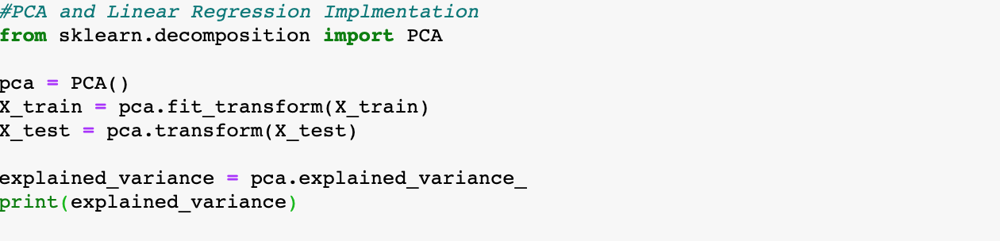 #PCA and Linear Regression Implmentation
from sklearn.decomposition import PCA
pca = PCA()
X_train = pca.fit_transform(X_train)
X_test = pca.transform(X_test)
explained_variance = pca.explained_variance_
print(explained_variance)